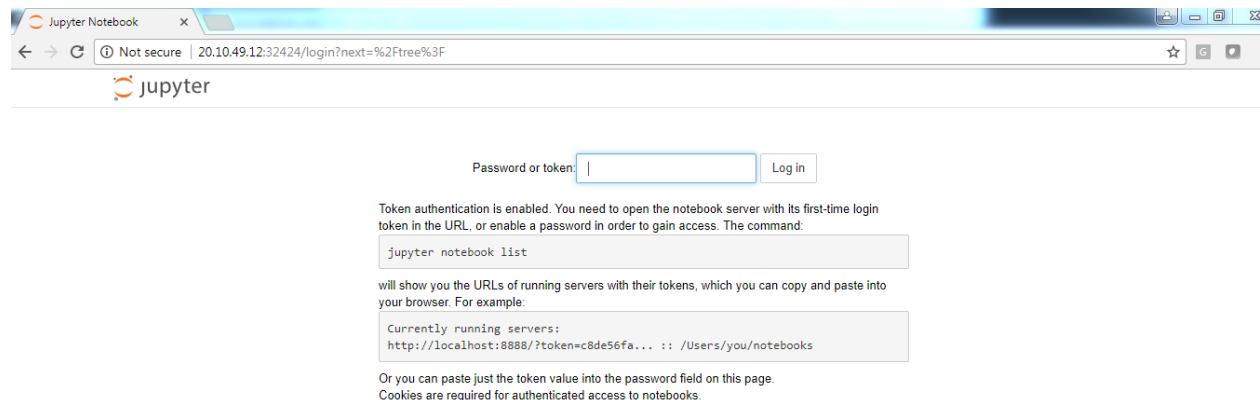 Jupyter Notebook
Not secure | 20.10.49.12:32424/login?next=%2Ftree%3F
G
jupyter
Password or token:
Log in
Token authentication is enabled. You need to open the notebook server with its first-time login
token in the URL, or enable a password in order to gain access. The command:
jupyter notebook list
will show you the URLs of running servers with their tokens, which you can copy and paste into
your browser. For example:
Currently running servers:
http://localhost:8888/?token=c8de56fa... :: /Users/you/notebooks
Or you can paste just the token value into the password field on this page.
Cookies are required for authenticated access to notebooks.